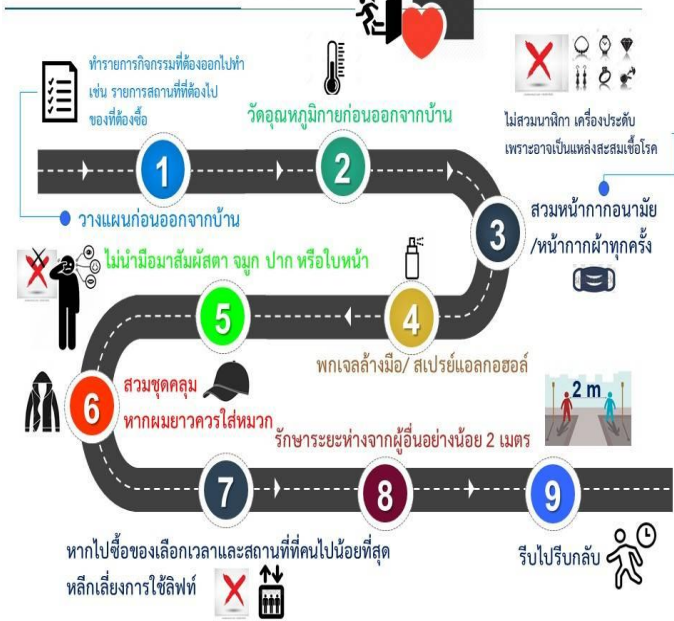 ทำรายการกิจกรรมที่ต้องออกไปทำ
เช่น รายการสถานที่ที่ต้องไป
ของที่ต้องซื้อ
วัดอุณหภูมิกายก่อนออกจากบ้าน
ไม่สวมนาฬิกา เครื่องประดับ
เพราะอาจเป็นแหล่งสะสมเชื้อโรค
1
2
วางแผนก่อนออกจากบ้าน
3
สวมหน้ากากอนามัย
/หน้ากากผ้าทุกครั้ง
ไม่นำมือมาสัมผัสตา จมูก ปาก หรือใบหน้า
5
4
พกเจลล้างมือ/ สเปรย์แอลกอฮอล์
6
สวมชุดคลุม
หากผมยาวควรใส่หมวก
2 m
รักษาระยะห่างจากผู้อื่นอย่างน้อย 2 เมตร
7
8
9
หากไปซื้อของเลือกเวลาและสถานที่ที่คนไปน้อยที่สุด
หลีกเลี่ยงการใช้ลิฟท์
รีบไปรีบกลับ